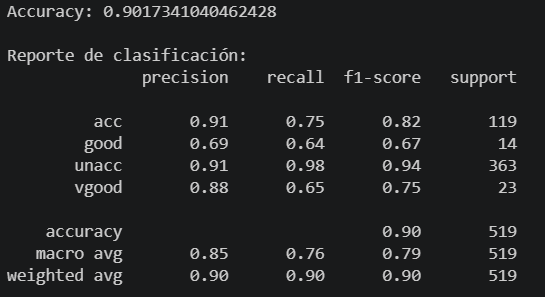 Accuracy: 0.9017341040462428
Reporte de clasificación:
precision recall f1-score support
acc 0.91 0.75 0.82 119
good 0.69 0.64 0.67 14
unacc 0.91 0.98 0.94 363
vgood 0.88 0.65 0.75 23
accuracy 0.90 519
macro avg 0.85 0.76 0.79 519
weighted avg 0.90 0.90 0.90 519